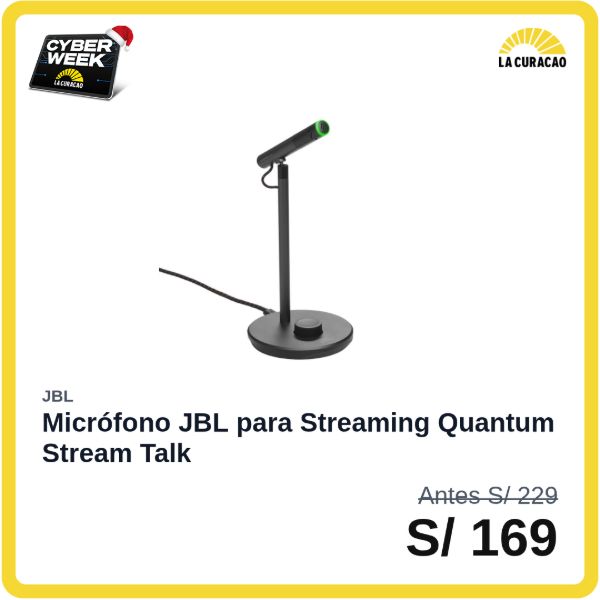 CYBER
WEEK
LA CURACAO
LA CURACAO
JBL
Micrófono JBL para Streaming Quantum
Stream Talk
Antes S/ 229
S/ 169